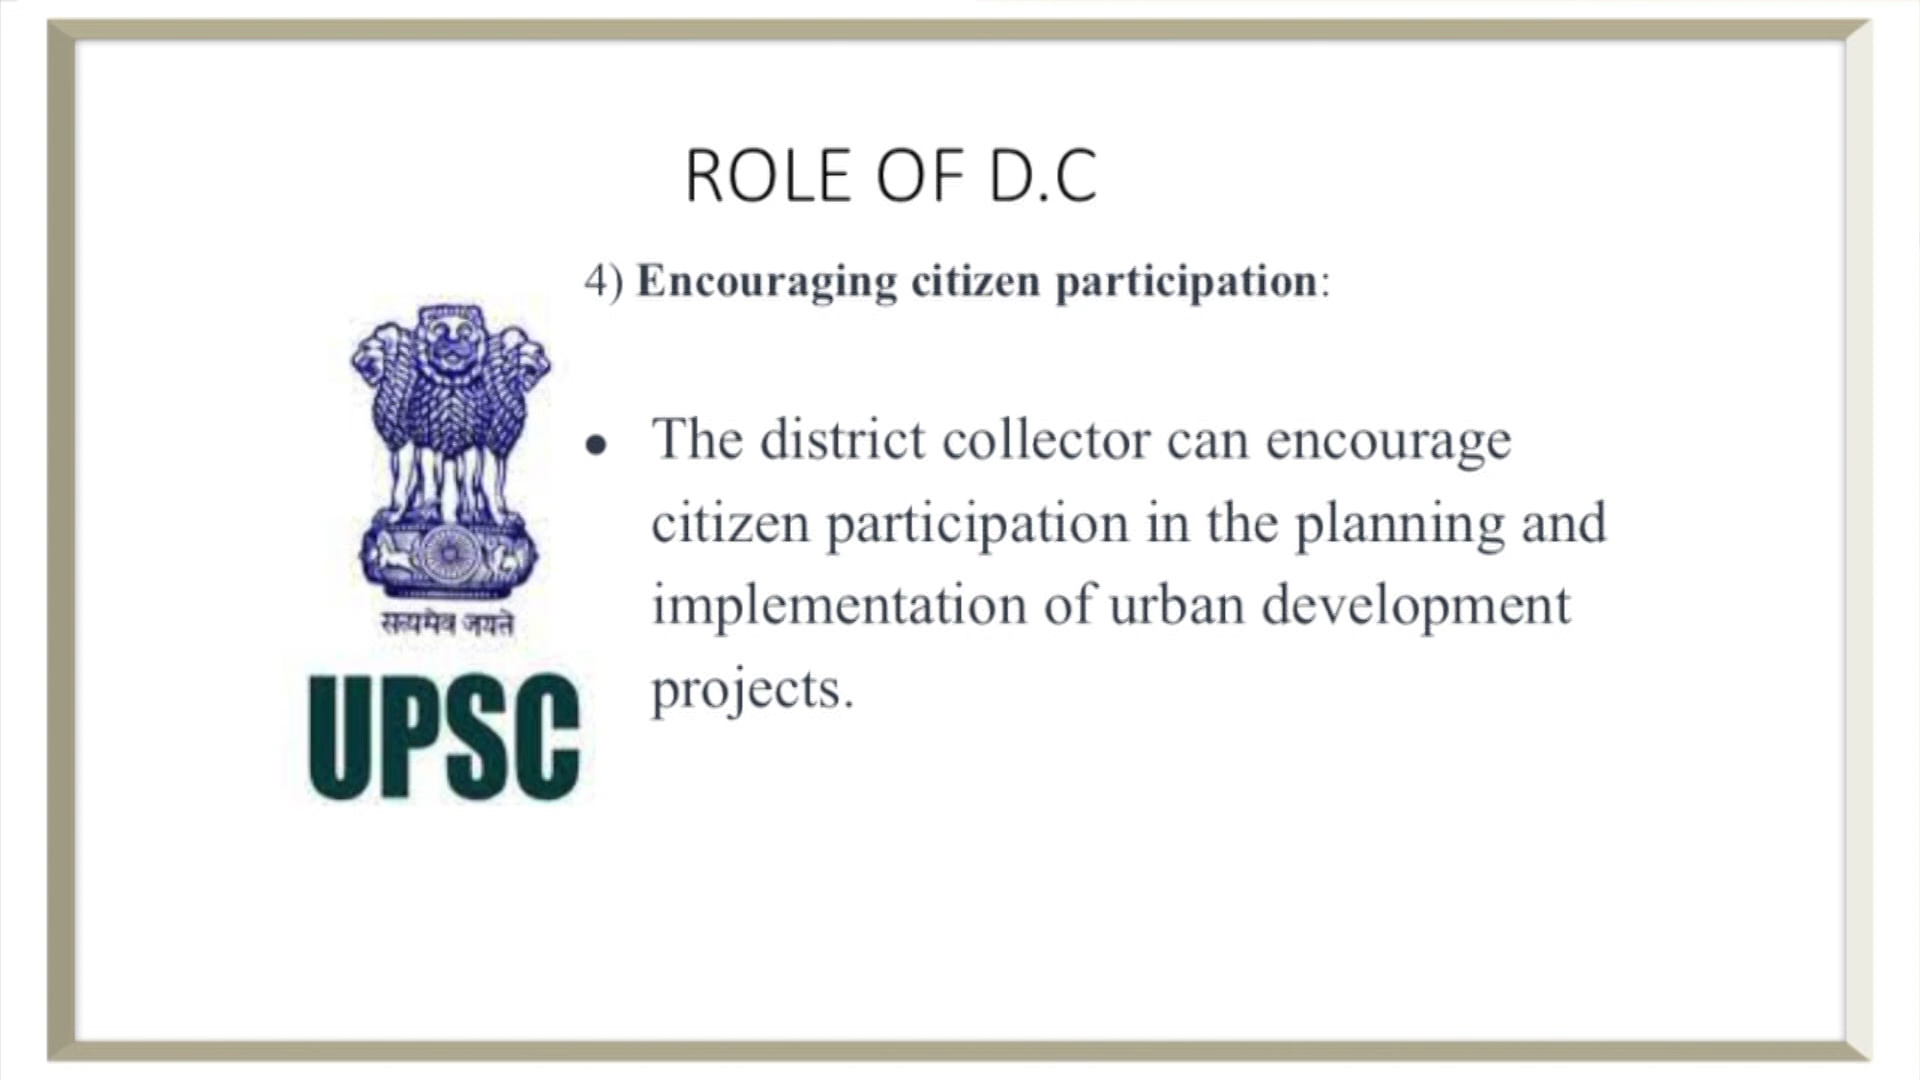 ROLE OF D.C
4) Encouraging citizen participation:
• The district collector can encourage
citizen participation in the planning and
implementation of urban development
projects.
सत्यमेव जयते
UPSC